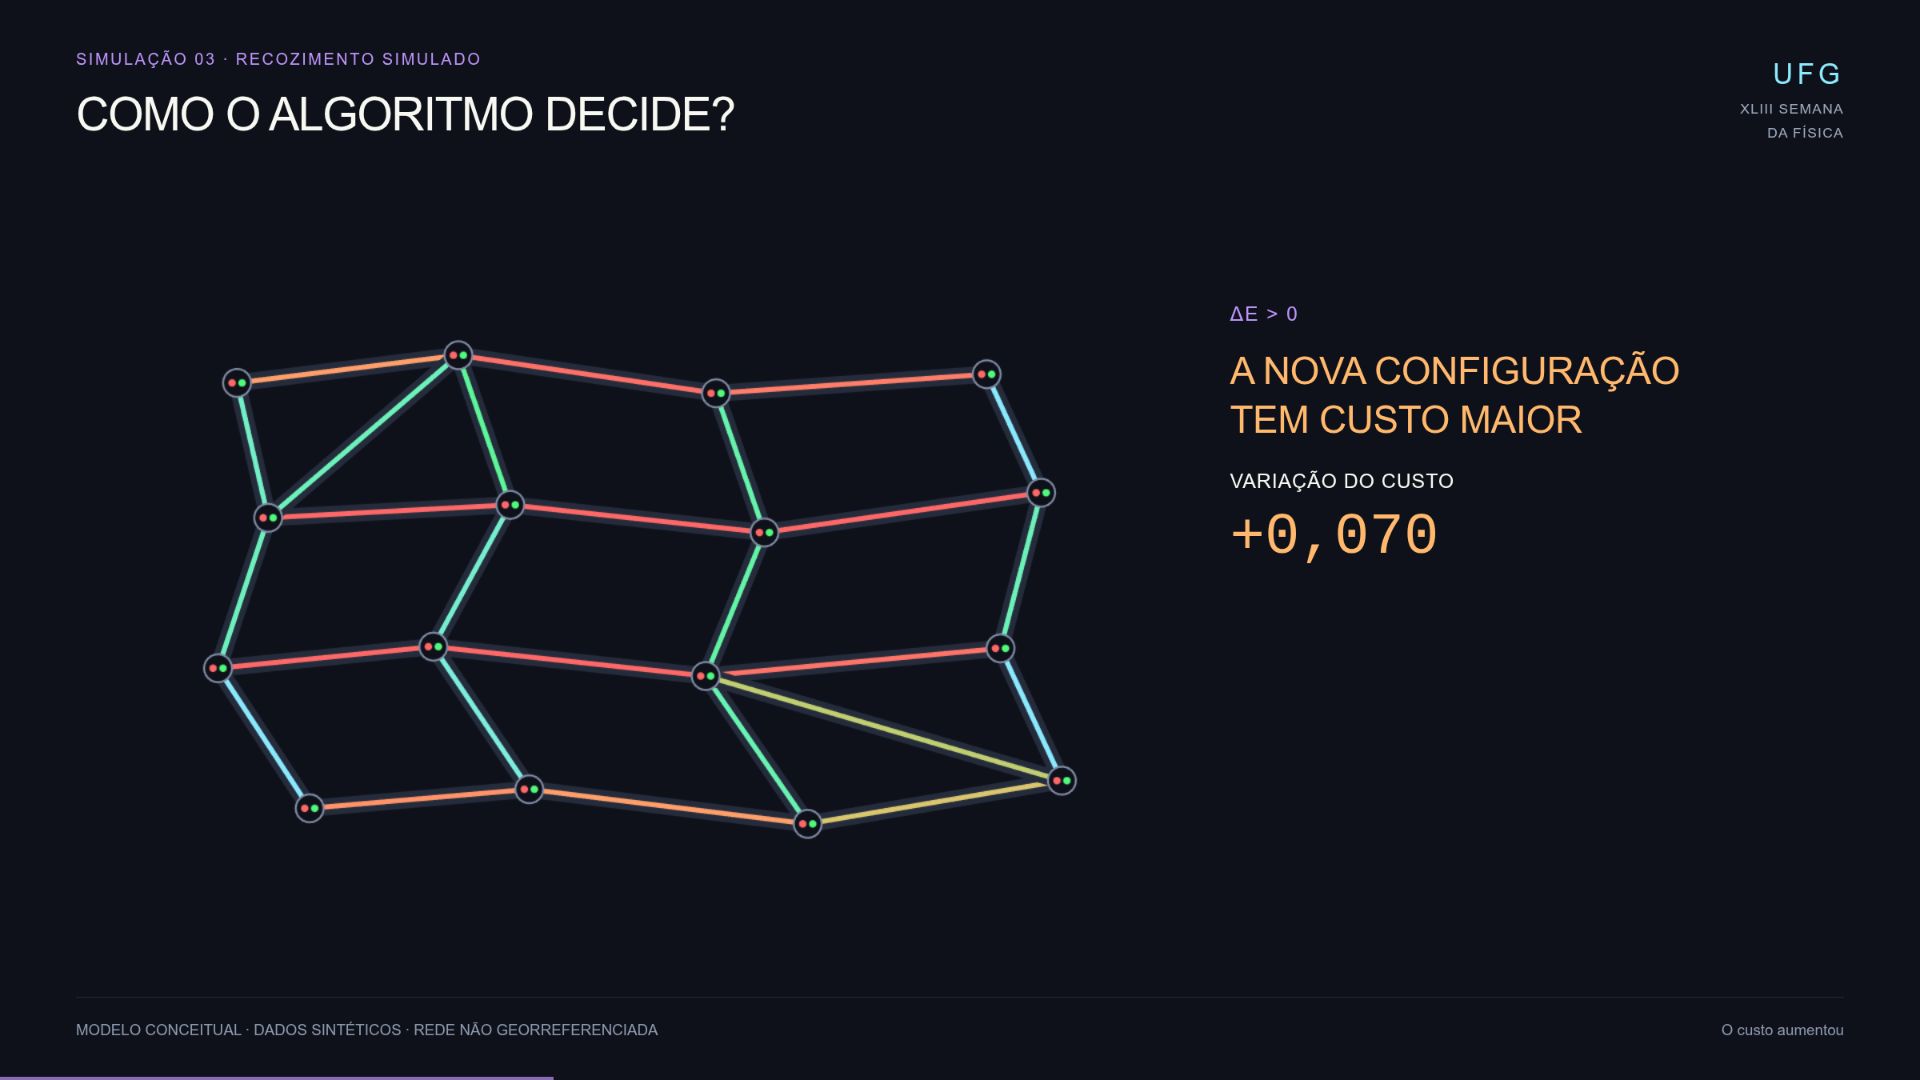 SIMULAÇÃO 03 · RECOZIMENTO SIMULADO
COMO O ALGORITMO DECIDE?
UFG
XLIII SEMANA
DA FÍSICA
ΔE > 0
A NOVA CONFIGURAÇÃO
TEM CUSTO MAIOR
VARIAÇÃO DO CUSTO
+0,070
MODELO CONCEITUAL · DADOS SINTÉTICOS · REDE NÃO GEORREFERENCIADA
O custo aumentou